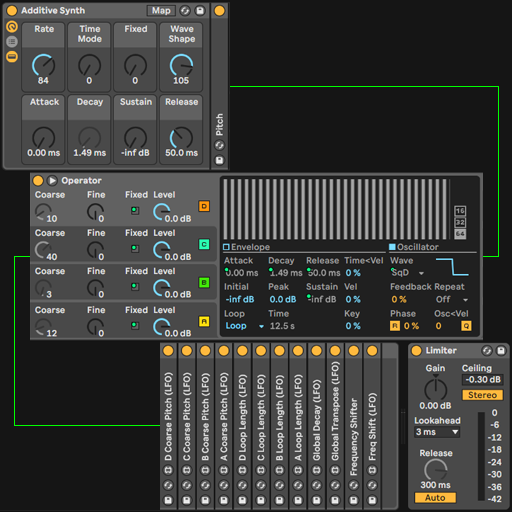 Additive Synth Map
Rate Time Mode Fixed Wave Shape
84 0 0 105
Attack Decay Sustain Release
0.00 ms 1.49 ms -inf dB 50.0 ms
Pitch
Operator
Coarse Fine Fixed Level
10 0 0.0 dB D
Coarse Fine Fixed Level
40 0 0.0 dB C
Coarse Fine Fixed Level
3 0 0.0 dB B
Coarse Fine Fixed Level
12 0 0.0 dB A
16
32
64
Envelope Oscillator
Attack Decay Release Time<Vel Wave
0.00 ms 1.49 ms 50.0 ms 0 % SqD
Initial Peak Sustain Vel Feedback Repeat
-inf dB 0.0 dB -inf dB 0 % 0 % Off
Loop Time Key Phase Osc<Vel
Loop 12.5 s 0 % R 0 % 0 Q
D Coarse Pitch (LFO)
C Coarse Pitch (LFO)
B Coarse Pitch (LFO)
A Coarse Pitch (LFO)
D Loop Length (LFO)
C Loop Length (LFO)
B Loop Length (LFO)
A Loop Length (LFO)
Global Decay (LFO)
Global Transpose (LFO)
Frequency Shifter
Freq Shift (LFO)
Limiter
Gain Ceiling
-0.30 dB
Stereo
0.00 dB
Lookahead
3 ms
Release
300 ms
Auto
0
-6
-12
-18
-24
-30
-36
-42